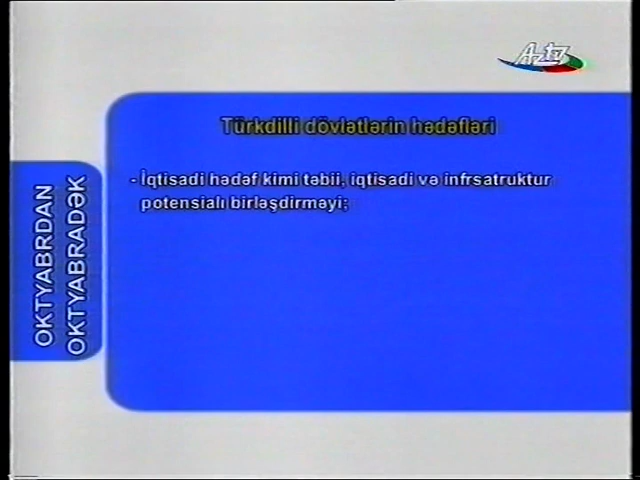 AzTV
Türkdilli dövlətlərin hədəfləri
- İqtisadi hədəf kimi təbii, iqtisadi və infrsatruktur
potensialı birləşdirməyi;
OKTYABRDAN
OKTYABRADƏK